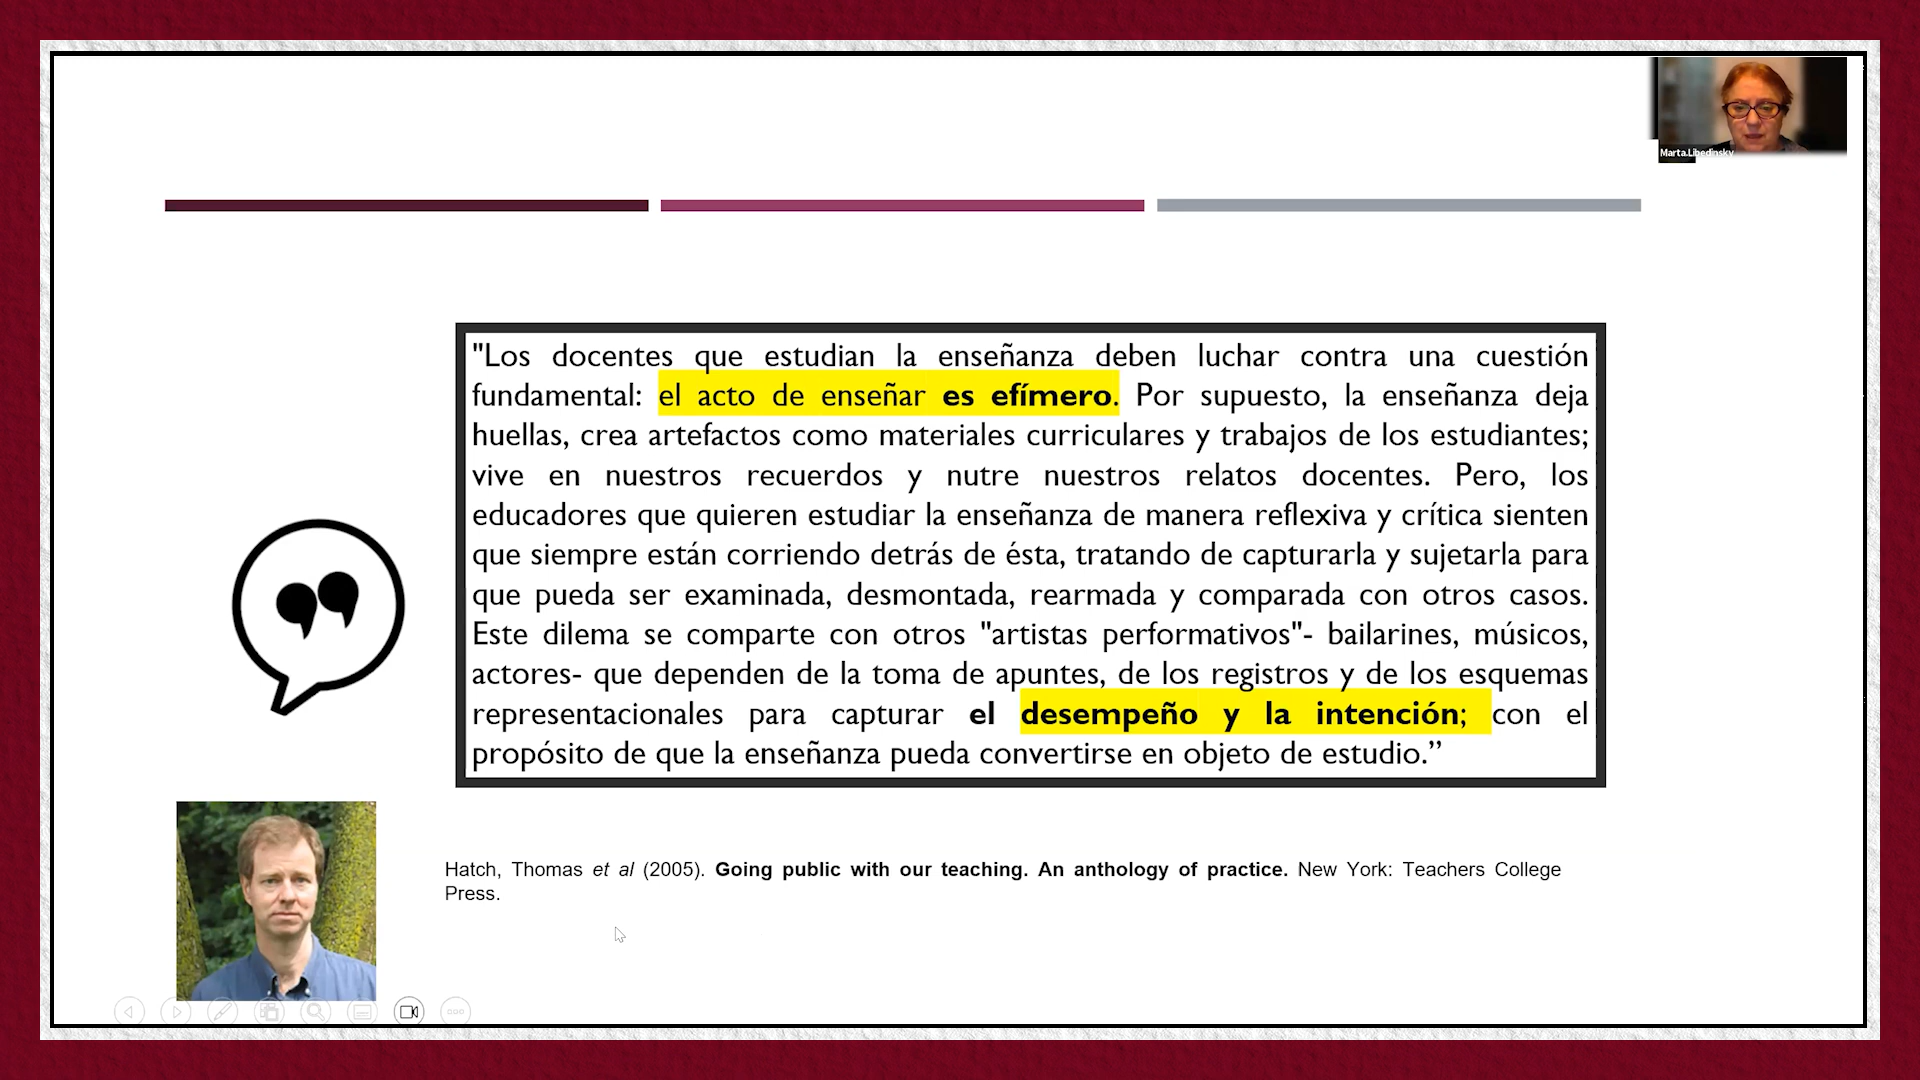 Marta.Libedinsky
"Los docentes que estudian la enseñanza deben luchar contra una cuestión
fundamental: el acto de enseñar es efímero. Por supuesto, la enseñanza deja
huellas, crea artefactos como materiales curriculares y trabajos de los estudiantes;
vive en nuestros recuerdos y nutre nuestros relatos docentes. Pero, los
educadores que quieren estudiar la enseñanza de manera reflexiva y crítica sienten
que siempre están corriendo detrás de ésta, tratando de capturarla y sujetarla para
que pueda ser examinada, desmontada, rearmada y comparada con otros casos.
Este dilema se comparte con otros "artistas performativos"- bailarines, músicos,
actores- que dependen de la toma de apuntes, de los registros y de los esquemas
representacionales para capturar el desempeño y la intención; con el
propósito de que la enseñanza pueda convertirse en objeto de estudio.”
Hatch, Thomas et al (2005). Going public with our teaching. An anthology of practice. New York: Teachers College
Press.